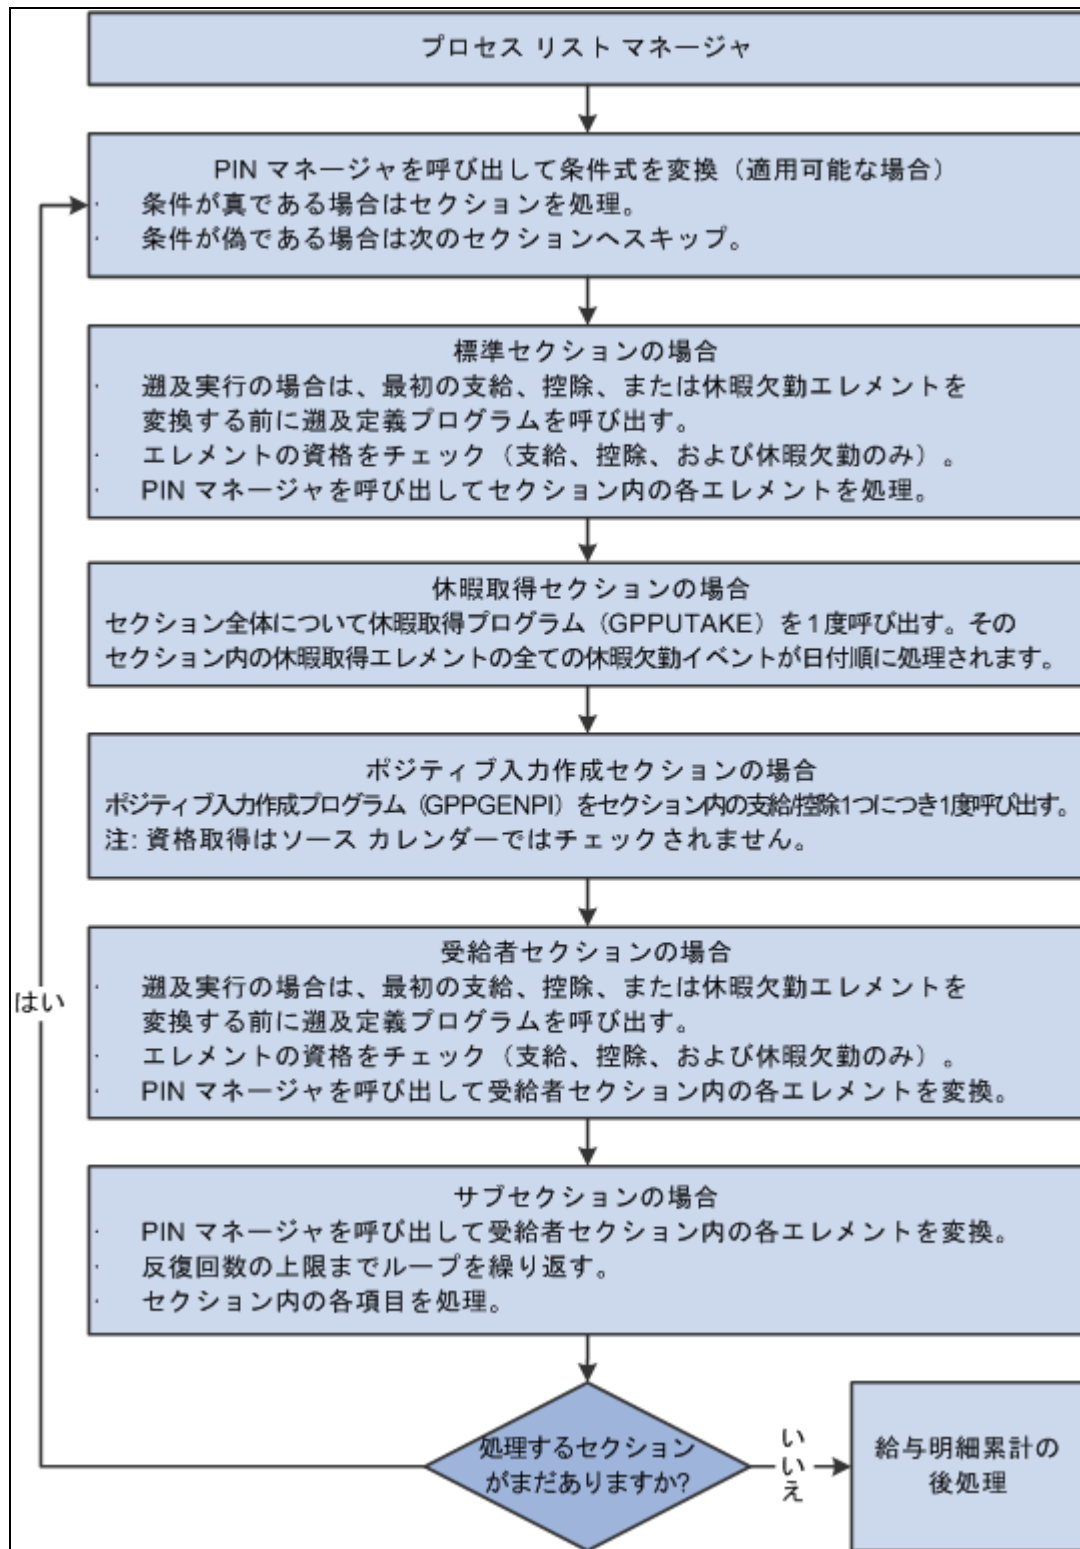 プロセス リスト マネージャ
PIN マネージャを呼び出して条件式を変換（適用可能な場合）
· 条件が真である場合はセクションを処理。
· 条件が偽である場合は次のセクションへスキップ。
標準セクションの場合
· 遡及実行の場合は、最初の支給、控除、または休暇欠勤エレメントを
変換する前に遡及定義プログラムを呼び出す。
· エレメントの資格をチェック（支給、控除、および休暇欠勤のみ）。
· PIN マネージャを呼び出してセクション内の各エレメントを処理。
休暇取得セクションの場合
セクション全体について休暇取得プログラム（GPPUTAKE）を1度呼び出す。その
セクション内の休暇取得エレメントの全ての休暇欠勤イベントが日付順に処理されます。
ポジティブ入力作成セクションの場合
ポジティブ入力作成プログラム（GPPGENPI）をセクション内の支給/控除1つにつき1度呼び出す。
注: 資格取得はソース カレンダーではチェックされません。
受給者セクションの場合
· 遡及実行の場合は、最初の支給、控除、または休暇欠勤エレメントを
変換する前に遡及定義プログラムを呼び出す。
· エレメントの資格をチェック（支給、控除、および休暇欠勤のみ）。
· PIN マネージャを呼び出して受給者セクション内の各エレメントを変換。
はい
サブセクションの場合
· PIN マネージャを呼び出して受給者セクション内の各エレメントを変換。
· 反復回数の上限までループを繰り返す。
· セクション内の各項目を処理。
処理するセクション
がまだありますか?
いいえ
給与明細累計の
後処理